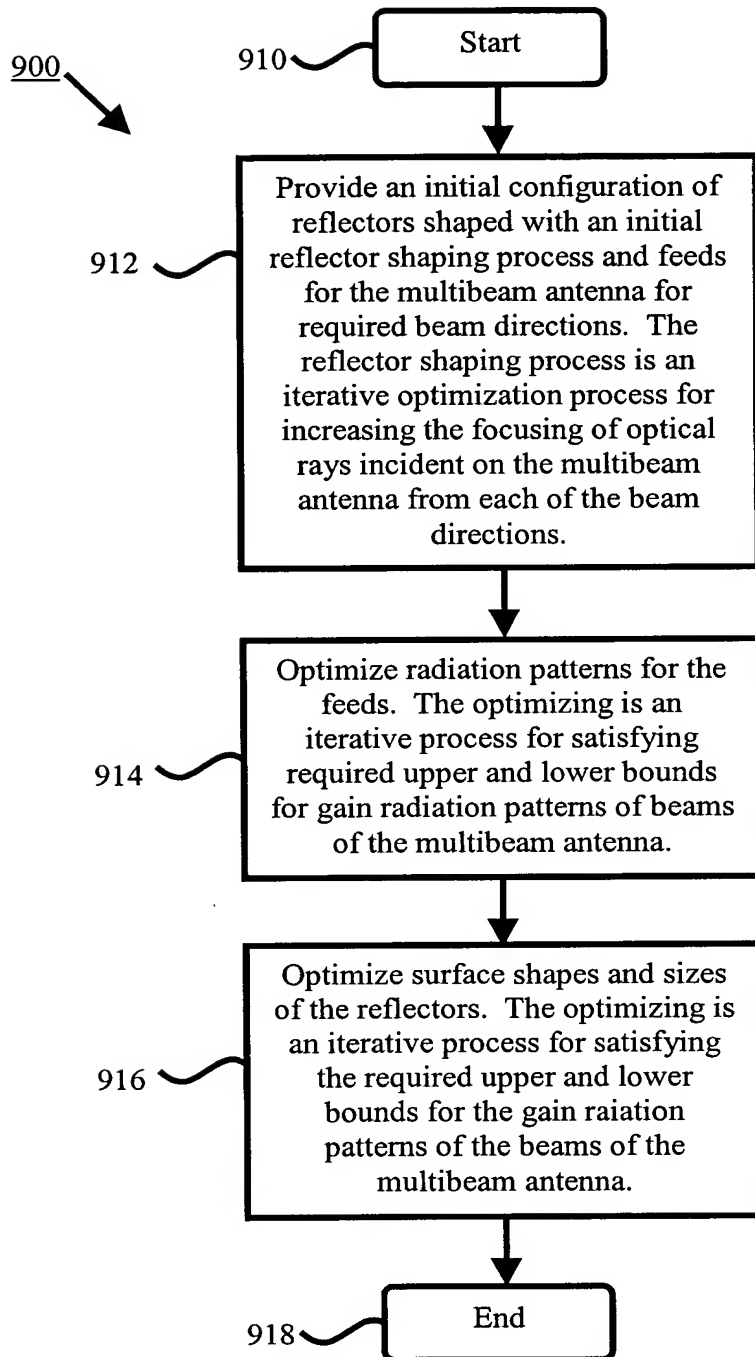 900
910
Start
912
Provide an initial configuration of
reflectors shaped with an initial
reflector shaping process and feeds
for the multibeam antenna for
required beam directions. The
reflector shaping process is an
iterative optimization process for
increasing the focusing of optical
rays incident on the multibeam
antenna from each of the beam
directions.
914
Optimize radiation patterns for the
feeds. The optimizing is an
iterative process for satisfying
required upper and lower bounds
for gain radiation patterns of beams
of the multibeam antenna.
916
Optimize surface shapes and sizes
of the reflectors. The optimizing is
an iterative process for satisfying
the required upper and lower
bounds for the gain raiation
patterns of the beams of the
multibeam antenna.
918
End